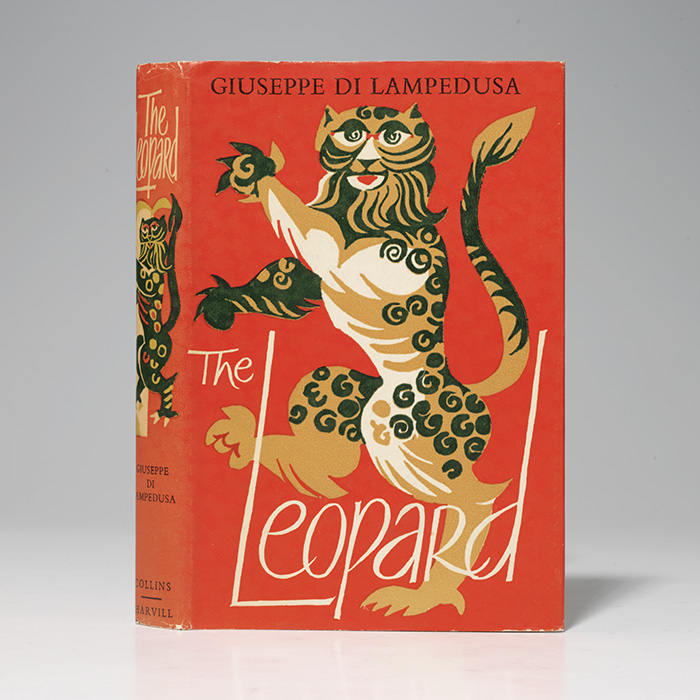 The
Leopard
GIUSEPPE
DI
LAMPEDUSA
COLLINS
HARVILL
GIUSEPPE DI LAMPEDUSA
The
Leopard